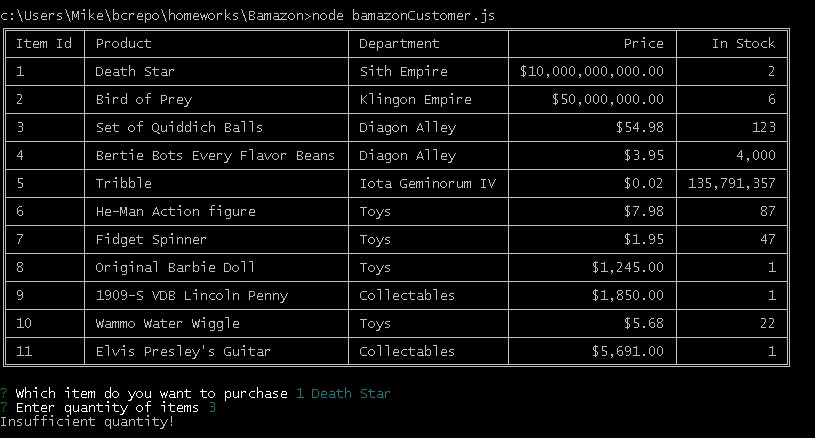 c:\Users\Mike\bcrepo\homeworks\Bamazon>node bamazonCustomer.js
Item Id Product Department Price In Stock
1 Death Star Sith Empire $10,000,000,000.00 2
2 Bird of Prey Klingon Empire $50,000,000.00 6
3 Set of Quiddich Balls Diagon Alley $54.98 123
4 Bertie Bots Every Flavor Beans Diagon Alley $3.95 4,000
5 Tribble Iota Geminorum IV $0.02 135,791,357
6 He-Man Action figure Toys $7.98 87
7 Fidget Spinner Toys $1.95 47
8 Original Barbie Doll Toys $1,245.00 1
9 1909-S VDB Lincoln Penny Collectables $1,850.00 1
10 Wammo Water Wiggle Toys $5.68 22
11 Elvis Presley's Guitar Collectables $5,691.00 1
? Which item do you want to purchase 1 Death Star
? Enter quantity of items 3
Insufficient quantity!